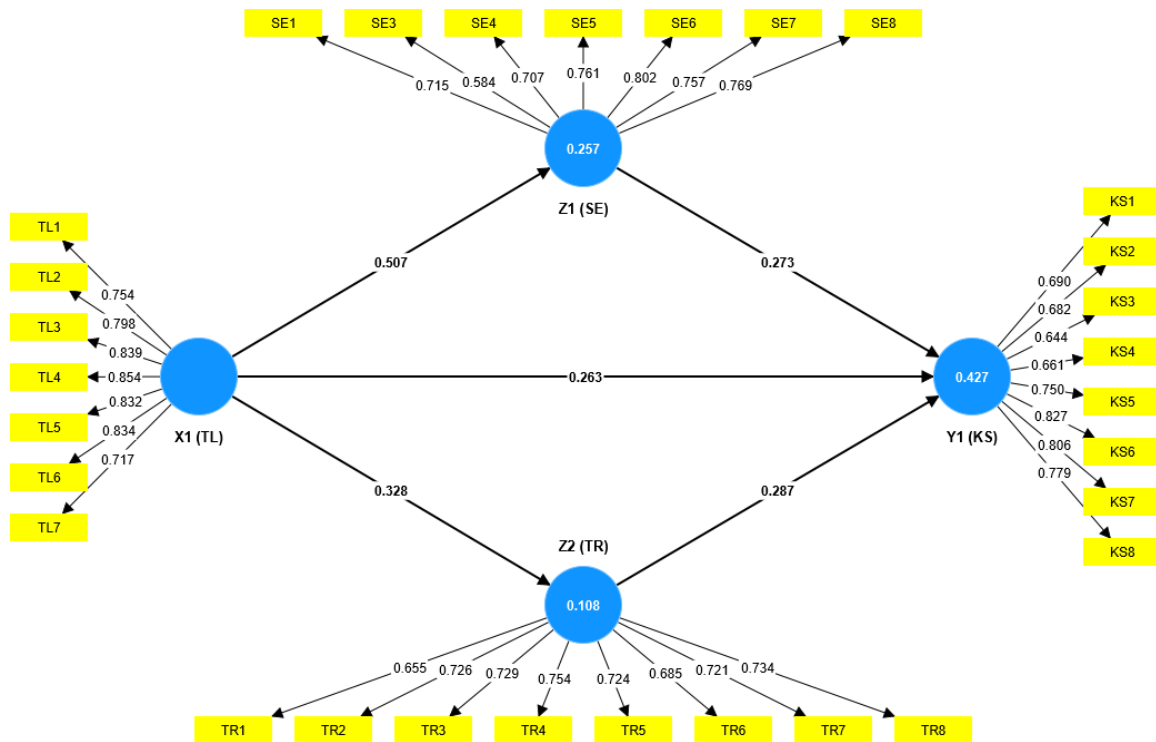 SE1 SE3 SE4 SE5 SE6 SE7 SE8
0.715 0.584 0.707 0.761 0.802 0.757 0.769
0.257
Z1 (SE)
TL1
TL2
TL3
TL4
TL5
TL6
TL7
0.754
0.798
0.839
0.854
0.832
0.834
0.717
X1 (TL)
0.507
0.273
0.263
0.328
0.287
KS1
KS2
KS3
KS4
KS5
KS6
KS7
KS8
0.690
0.682
0.644
0.661
0.750
0.827
0.806
0.779
0.427
Y1 (KS)
Z2 (TR)
0.108
0.655 0.726 0.729 0.754 0.724 0.685 0.721 0.734
TR1 TR2 TR3 TR4 TR5 TR6 TR7 TR8